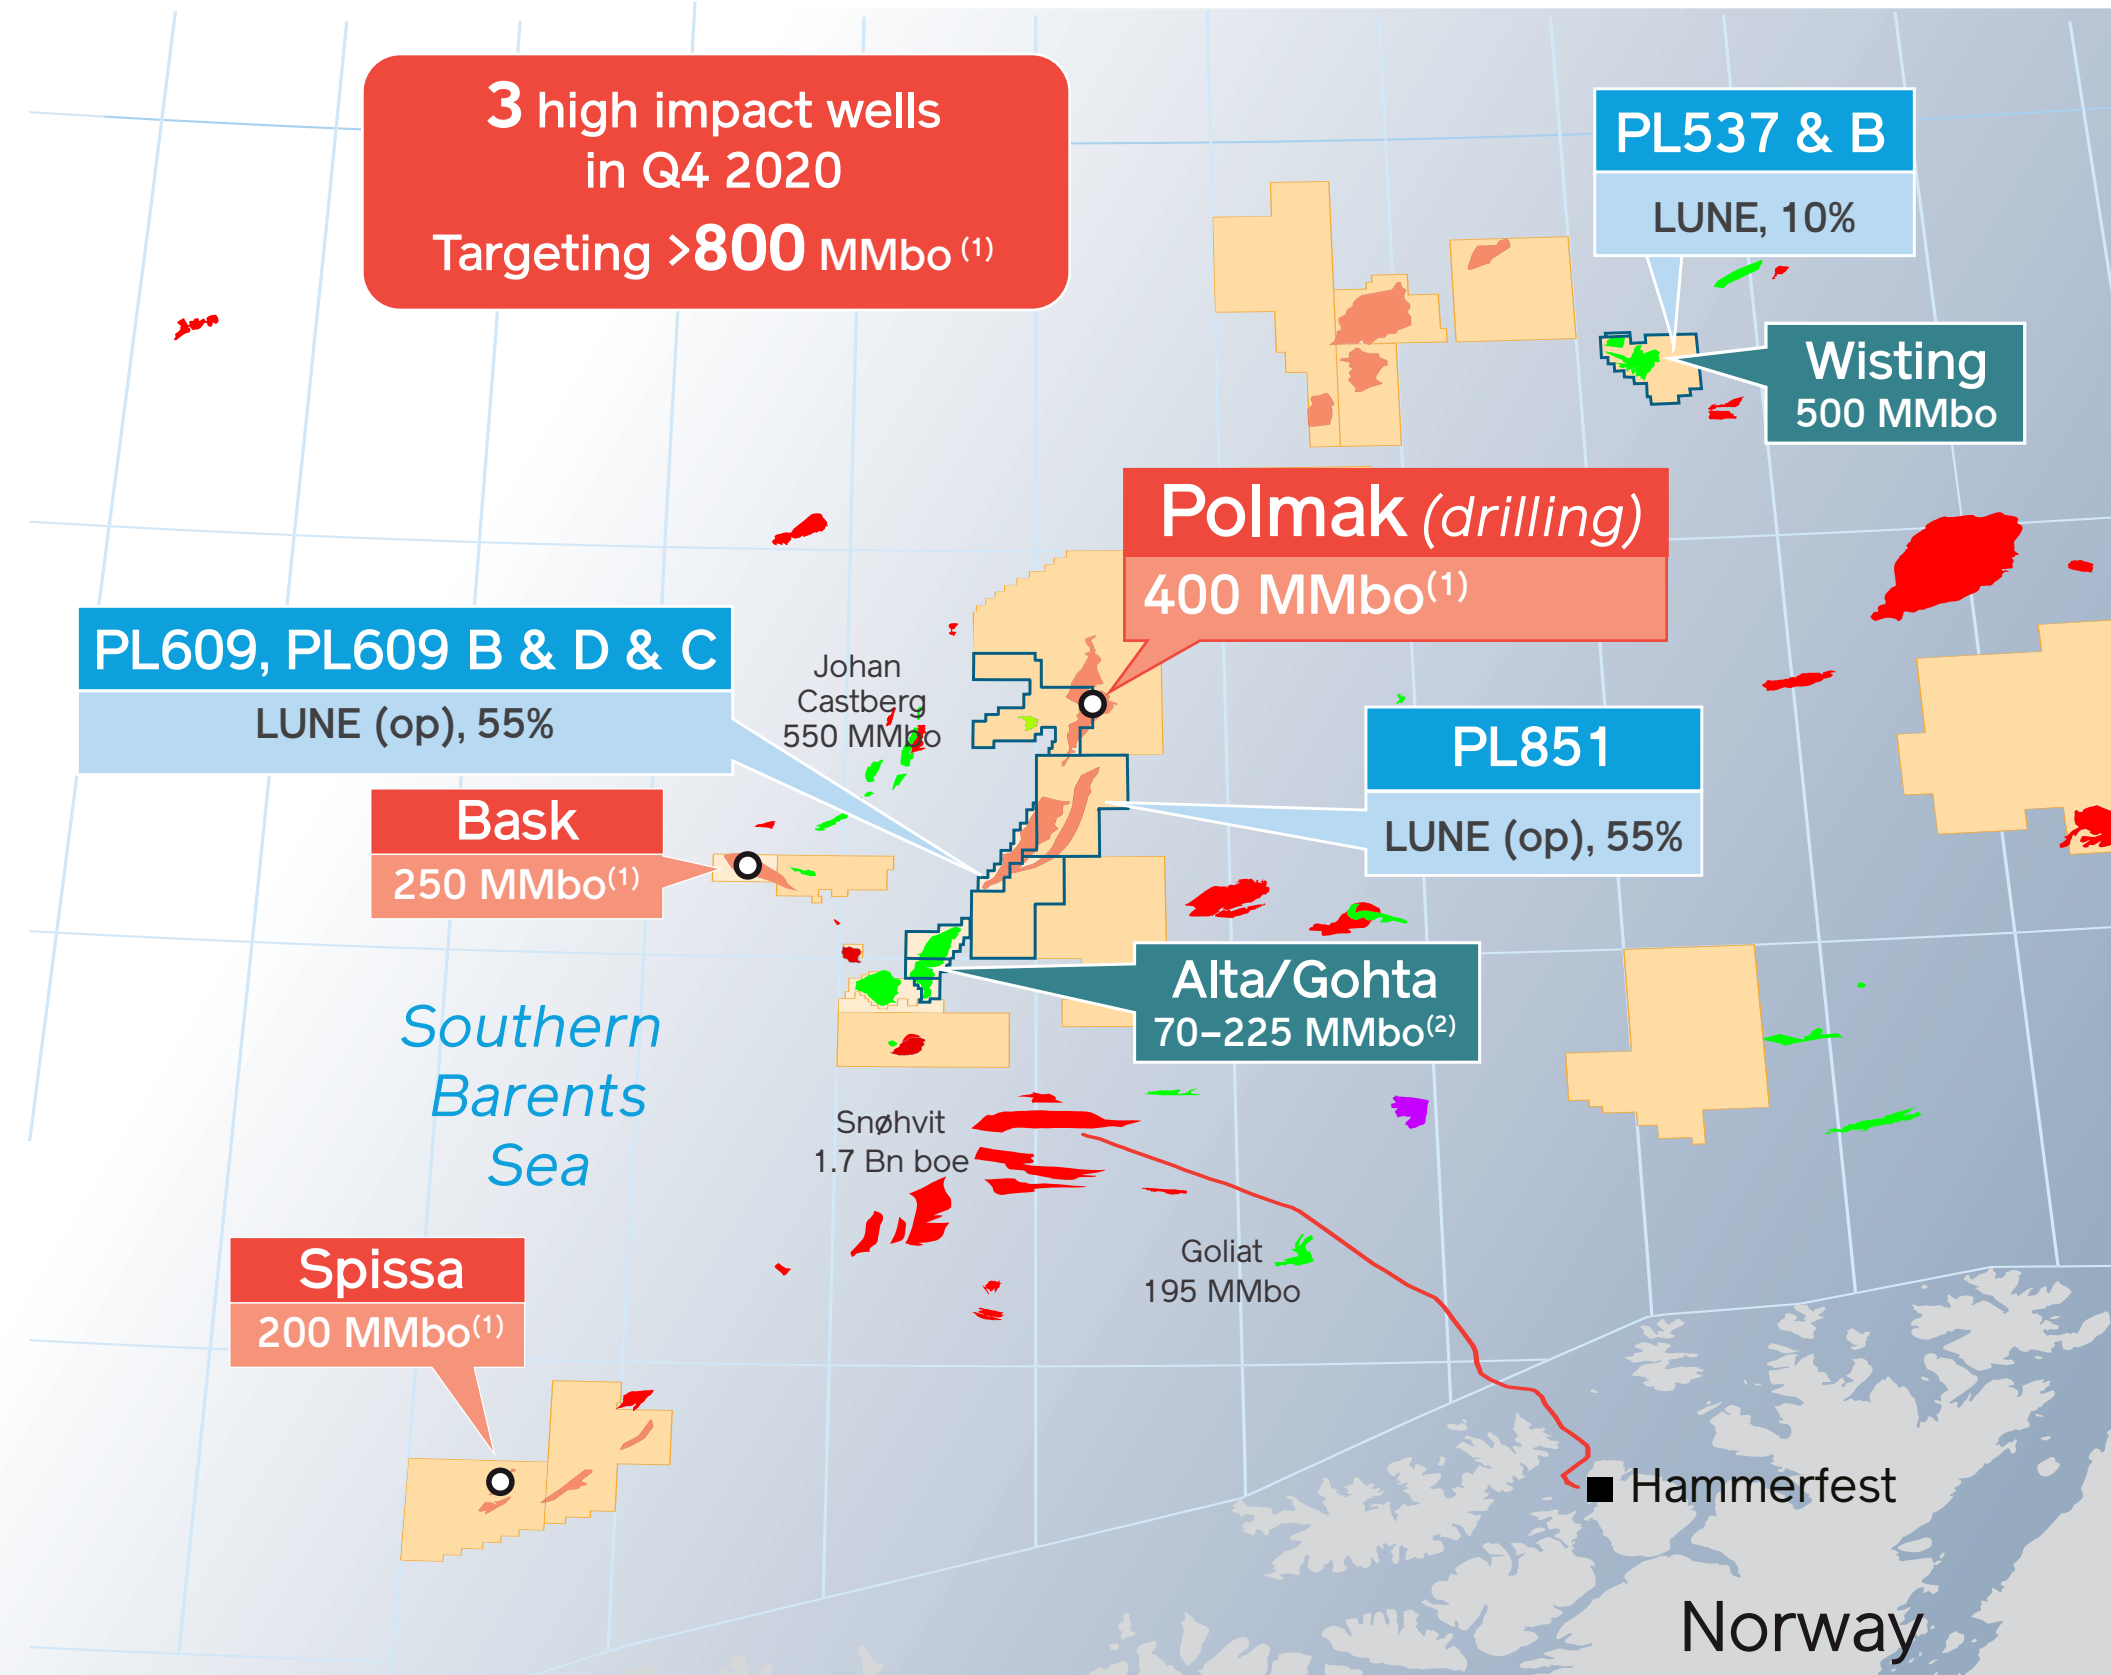 3 high impact wells
in Q4 2020
Targeting >800 MMbo (1)
PL537 & B
LUNE, 10%
Wisting
500 MMbo
Polmak (drilling)
400 MMbo(1)
PL609, PL609 B & D & C
LUNE (op), 55%
Johan
Castberg
550 MMbo
PL851
LUNE (op), 55%
Bask
250 MMbo(1)
Alta/Gohta
70–225 MMbo(2)
Southern
Barents
Sea
Snøhvit
1.7 Bn boe
Goliat
195 MMbo
Spissa
200 MMbo(1)
Hammerfest
Norway